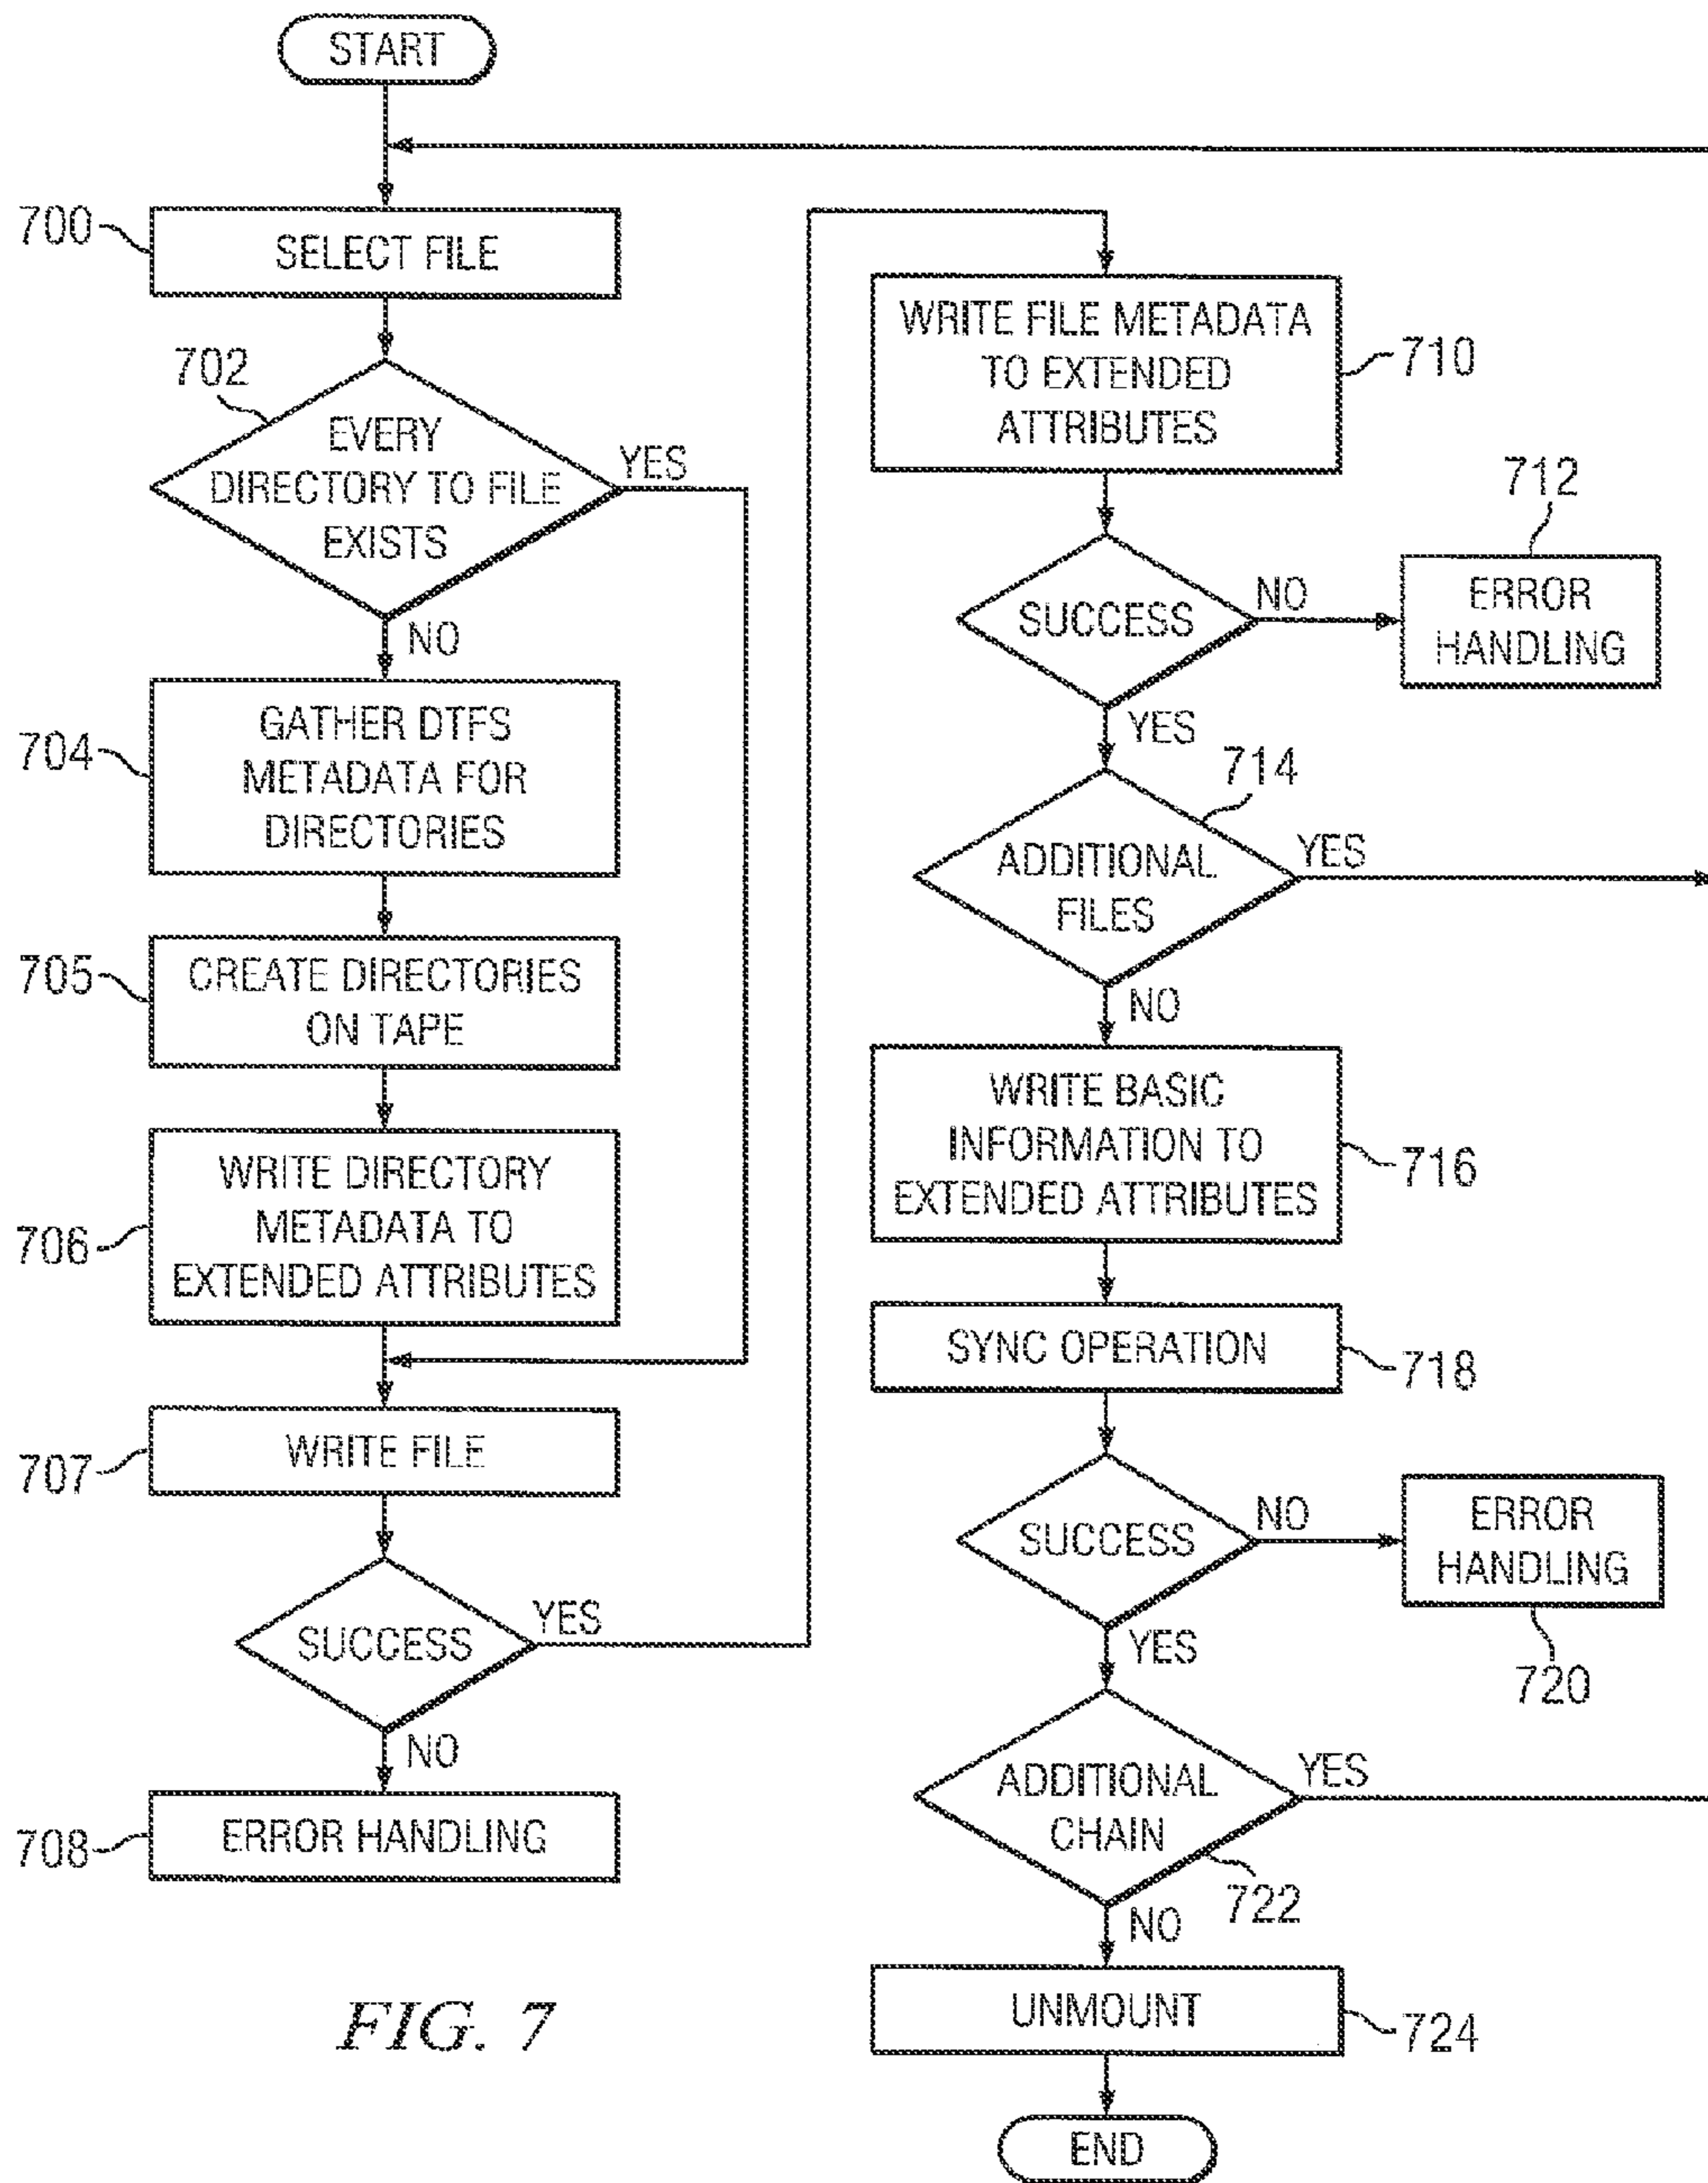 START
700
SELECT FILE
702
EVERY
DIRECTORY TO FILE
EXISTS
YES
NO
704
GATHER DTFS
METADATA FOR
DIRECTORIES
705
CREATE DIRECTORIES
ON TAPE
706
WRITE DIRECTORY
METADATA TO
EXTENDED ATTRIBUTES
707
WRITE FILE
SUCCESS
YES
NO
708
ERROR HANDLING
WRITE FILE METADATA
TO EXTENDED
ATTRIBUTES
710
SUCCESS
NO
712
ERROR
HANDLING
YES
714
ADDITIONAL
FILES
YES
NO
WRITE BASIC
INFORMATION TO
EXTENDED ATTRIBUTES
716
SYNC OPERATION
718
SUCCESS
NO
ERROR
HANDLING
720
YES
ADDITIONAL
CHAIN
YES
722
NO
UNMOUNT
724
END
FIG. 7